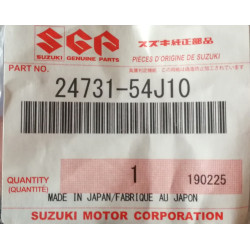 SGP
SUZUKI GENUINE PARTS
スズキ純正部品
PIÈCES D'ORIGINE DE SUZUKI
PART NO.
24731-54J10
QUANTITY
(QUANTITÉ)
1
190225
MADE IN JAPAN/FABRIQUE AU JAPON
SUZUKI MOTOR CORPORATION